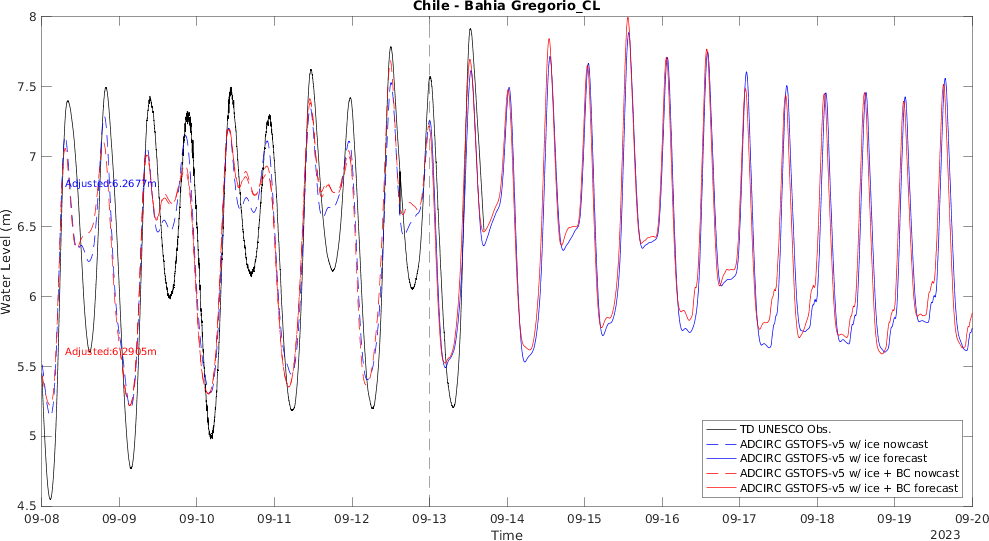 Chile - Bahia Gregorio_CL
8
7.5
7
6.5
6
5.5
5
4.5
Water Level (m)
Adjusted:6.2677m
Adjusted:6.2905m
TD UNESCO Obs.
ADCIRC GSTOFS-v5 w/ ice nowcast
ADCIRC GSTOFS-v5 w/ ice forecast
ADCIRC GSTOFS-v5 w/ ice + BC nowcast
ADCIRC GSTOFS-v5 w/ ice + BC forecast
09-08 09-09 09-10 09-11 09-12 09-13 09-14 09-15 09-16 09-17 09-18 09-19 09-20
Time
2023